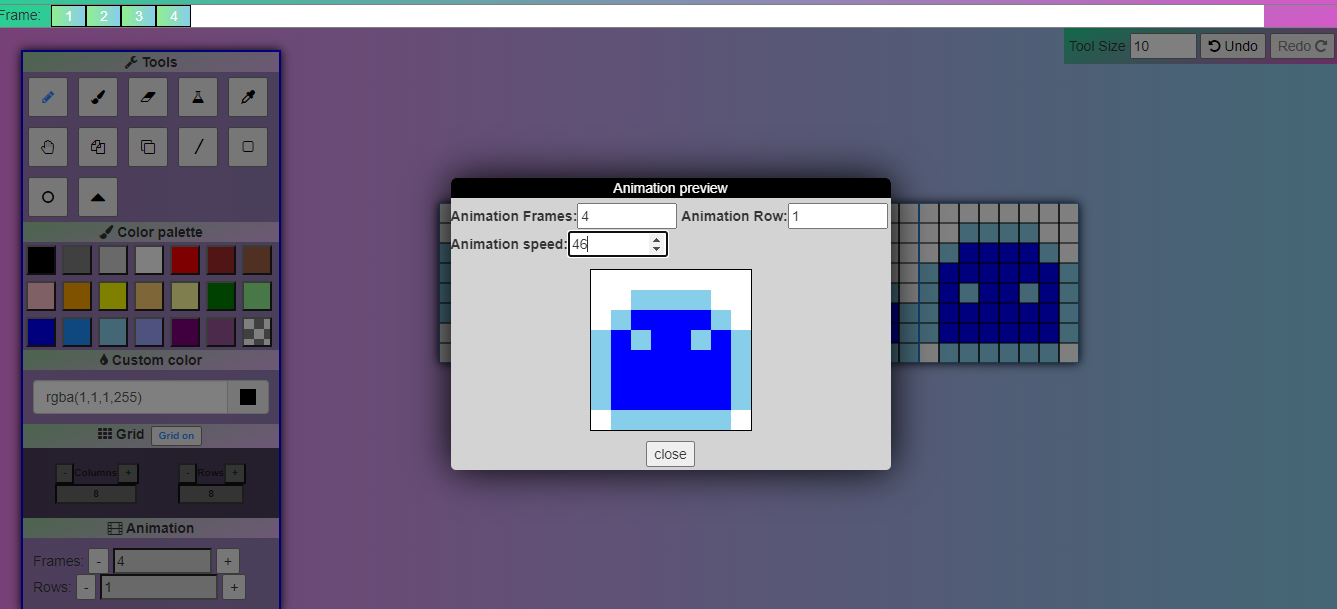 Frame: 1 2 3 4
Tool Size 10 Undo Redo
Tools
Animation preview
Animation Frames: 4 Animation Row: 1
Animation speed: 46
close
Color palette
Custom color
rgba(1,1,1,255)
Grid Grid on
- Columns + - Rows +
8 8
Animation
Frames: - 4 +
Rows: - 1 +